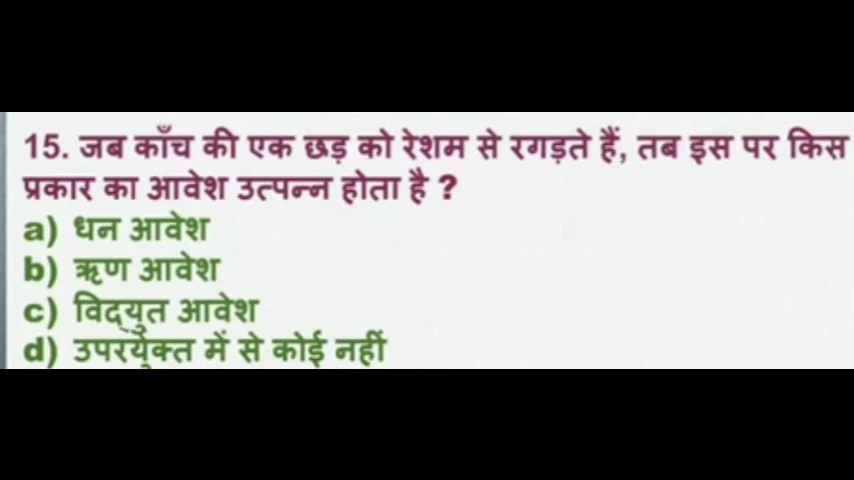 15. जब काँच की एक छड़ को रेशम से रगड़ते हैं, तब इस पर किस
प्रकार का आवेश उत्पन्न होता है ?
a) धन आवेश
b) ऋण आवेश
c) विद्युत आवेश
d) उपरर्युक्त में से कोई नहीं